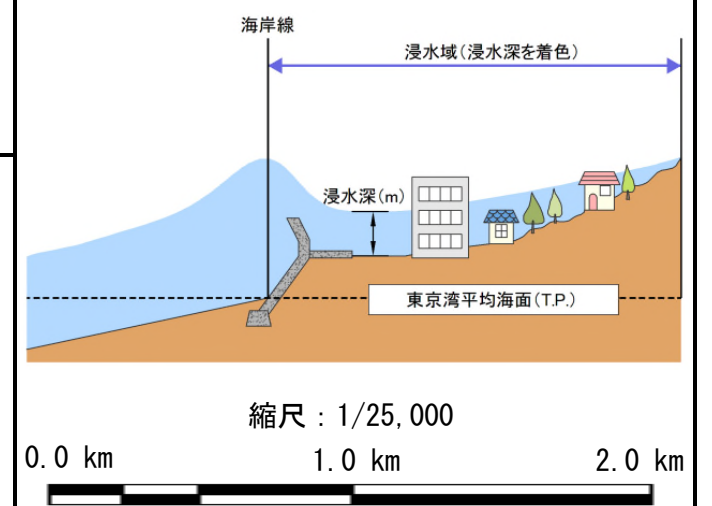 海岸線
浸水域(浸水深を着色)
浸水深(m)
東京湾平均海面(T.P.)
縮尺：1/25,000
0.0 km 1.0 km 2.0 km